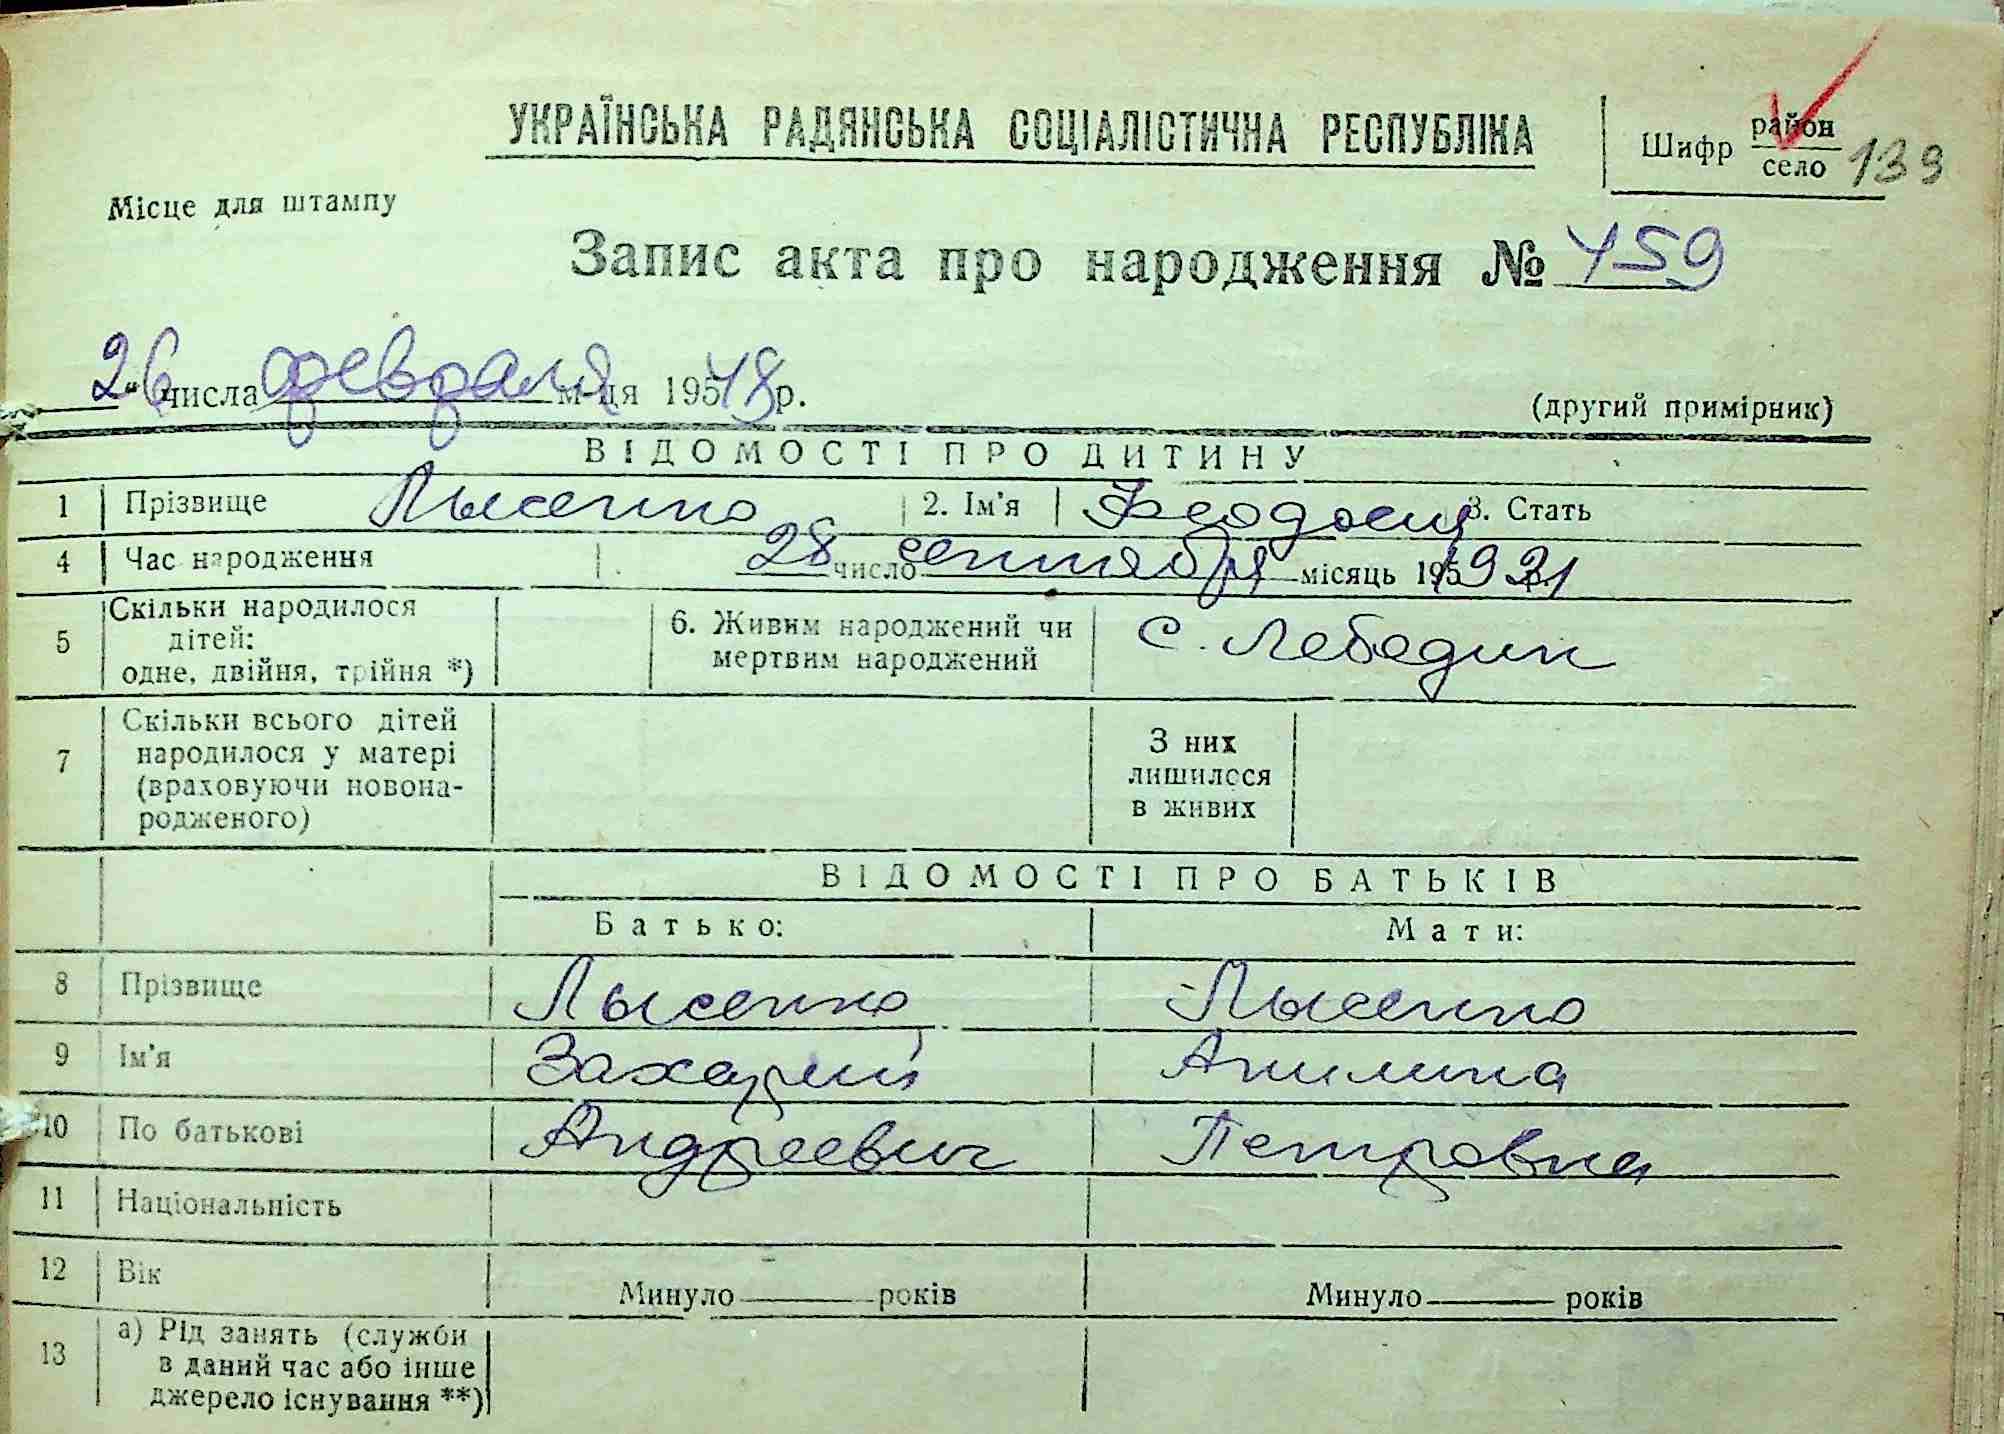 УКРАЇНСЬКА РАДЯНСЬКА СОЦІАЛІСТИЧНА РЕСПУБЛІКА
Шифр район село 139
Місце для штампу
Запис акта про народження № 459
"26" числа февраля м-ця 1948 р.
(другий примірник)
ВІДОМОСТІ ПРО ДИТИНУ
1 Прізвище Лысенко 2. Ім'я Феодосия 3. Стать
4 Час народження 28 число сентября місяць 1921
5 Скільки народилося дітей: одне, двійня, трійня *)
6. Живим народжений чи мертвим народжений с. Лебедин
7 Скільки всього дітей народилося у матері (враховуючи новонародженого)
З них лишилося в живих
ВІДОМОСТІ ПРО БАТЬКІВ
Батько: Мати:
8 Прізвище Лысенко Лысенко
9 Ім'я Захарий Акилина
10 По батькові Андреевич Петровна
11 Національність
12 Вік Минуло років Минуло років
13 а) Рід занять (служби в даний час або інше джерело існування **)